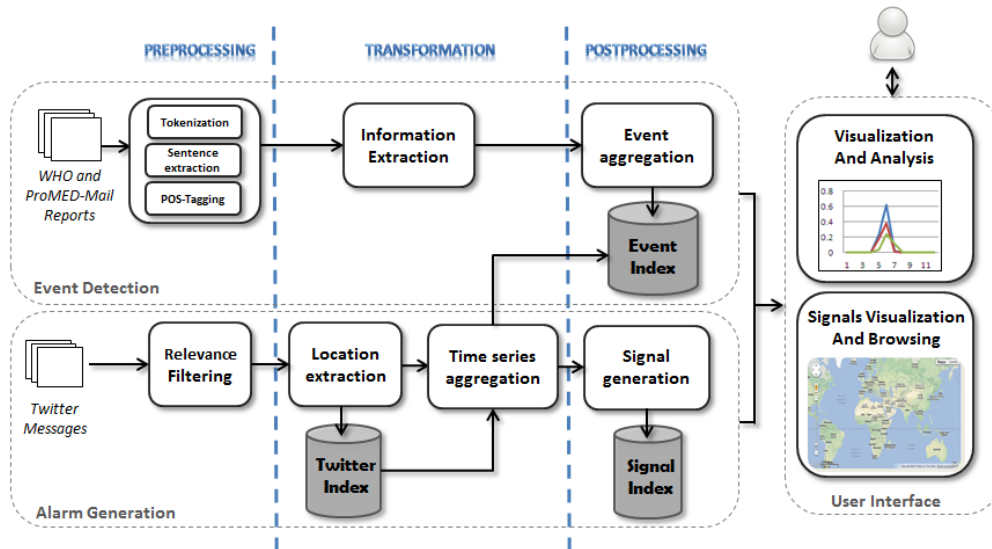 PREPROCESSING
TRANSFORMATION
POSTPROCESSING
Tokenization
Sentence
extraction
POS-Tagging
WHO and
ProMED-Mail
Reports
Information
Extraction
Event
aggregation
Event
Index
Event Detection
Visualization
And Analysis
0.8
0.6
0.4
0.2
0
1 3 5 7 9 11
Signals Visualization
And Browsing
User Interface
Twitter
Messages
Relevance
Filtering
Location
extraction
Time series
aggregation
Signal
generation
Twitter
Index
Signal
Index
Alarm Generation